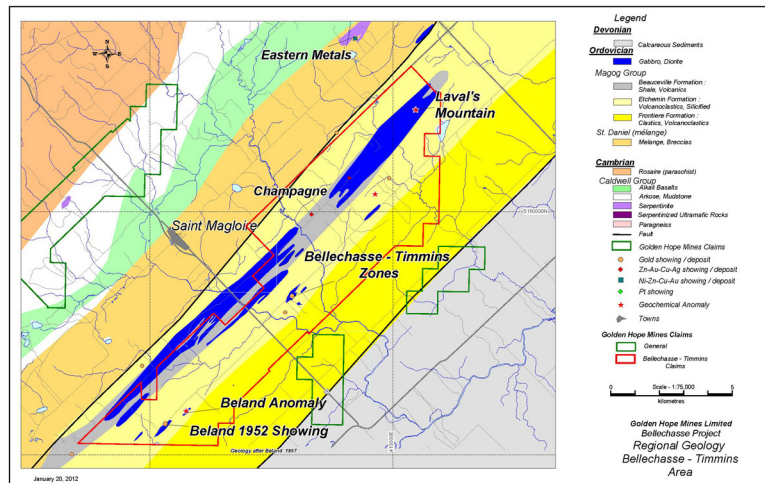 Eastern Metals
Laval's
Mountain
Champagne
Saint Magloire
Bellechasse - Timmins
Zones
Beland Anomaly
Beland 1952 Showing
Geology after Beland 1957
5160000N
January 20, 2012
Legend
Devonian
Calcareous Sediments
Ordovician
Gabbro, Diorite
Magog Group
Beauceville Formation :
Shale, Volcanics
Etchemin Formation :
Volcanoclastics, Silicified
Frontiere Formation :
Clastics, Volcanoclastics
St. Daniel (mélange)
Melange, Breccias
Cambrian
Rosaire (paraschist)
Caldwell Group
Alkali Basalts
Arkose, Mudstone
Serpentinite
Serpentinized Ultramafic Rocks
Paragneiss
Fault
Golden Hope Mines Claims
Gold showing / deposit
Zn-Au-Cu-Ag showing / deposit
Ni-Zn-Cu-Au showing / deposit
Pt showing
Geochemical Anomaly
Towns
Golden Hope Mines Claims
General
Bellechasse - Timmins
Claims
Scale - 1:75,000
0 5
kilometres
Golden Hope Mines Limited
Bellechasse Project
Regional Geology
Bellechasse - Timmins
Area